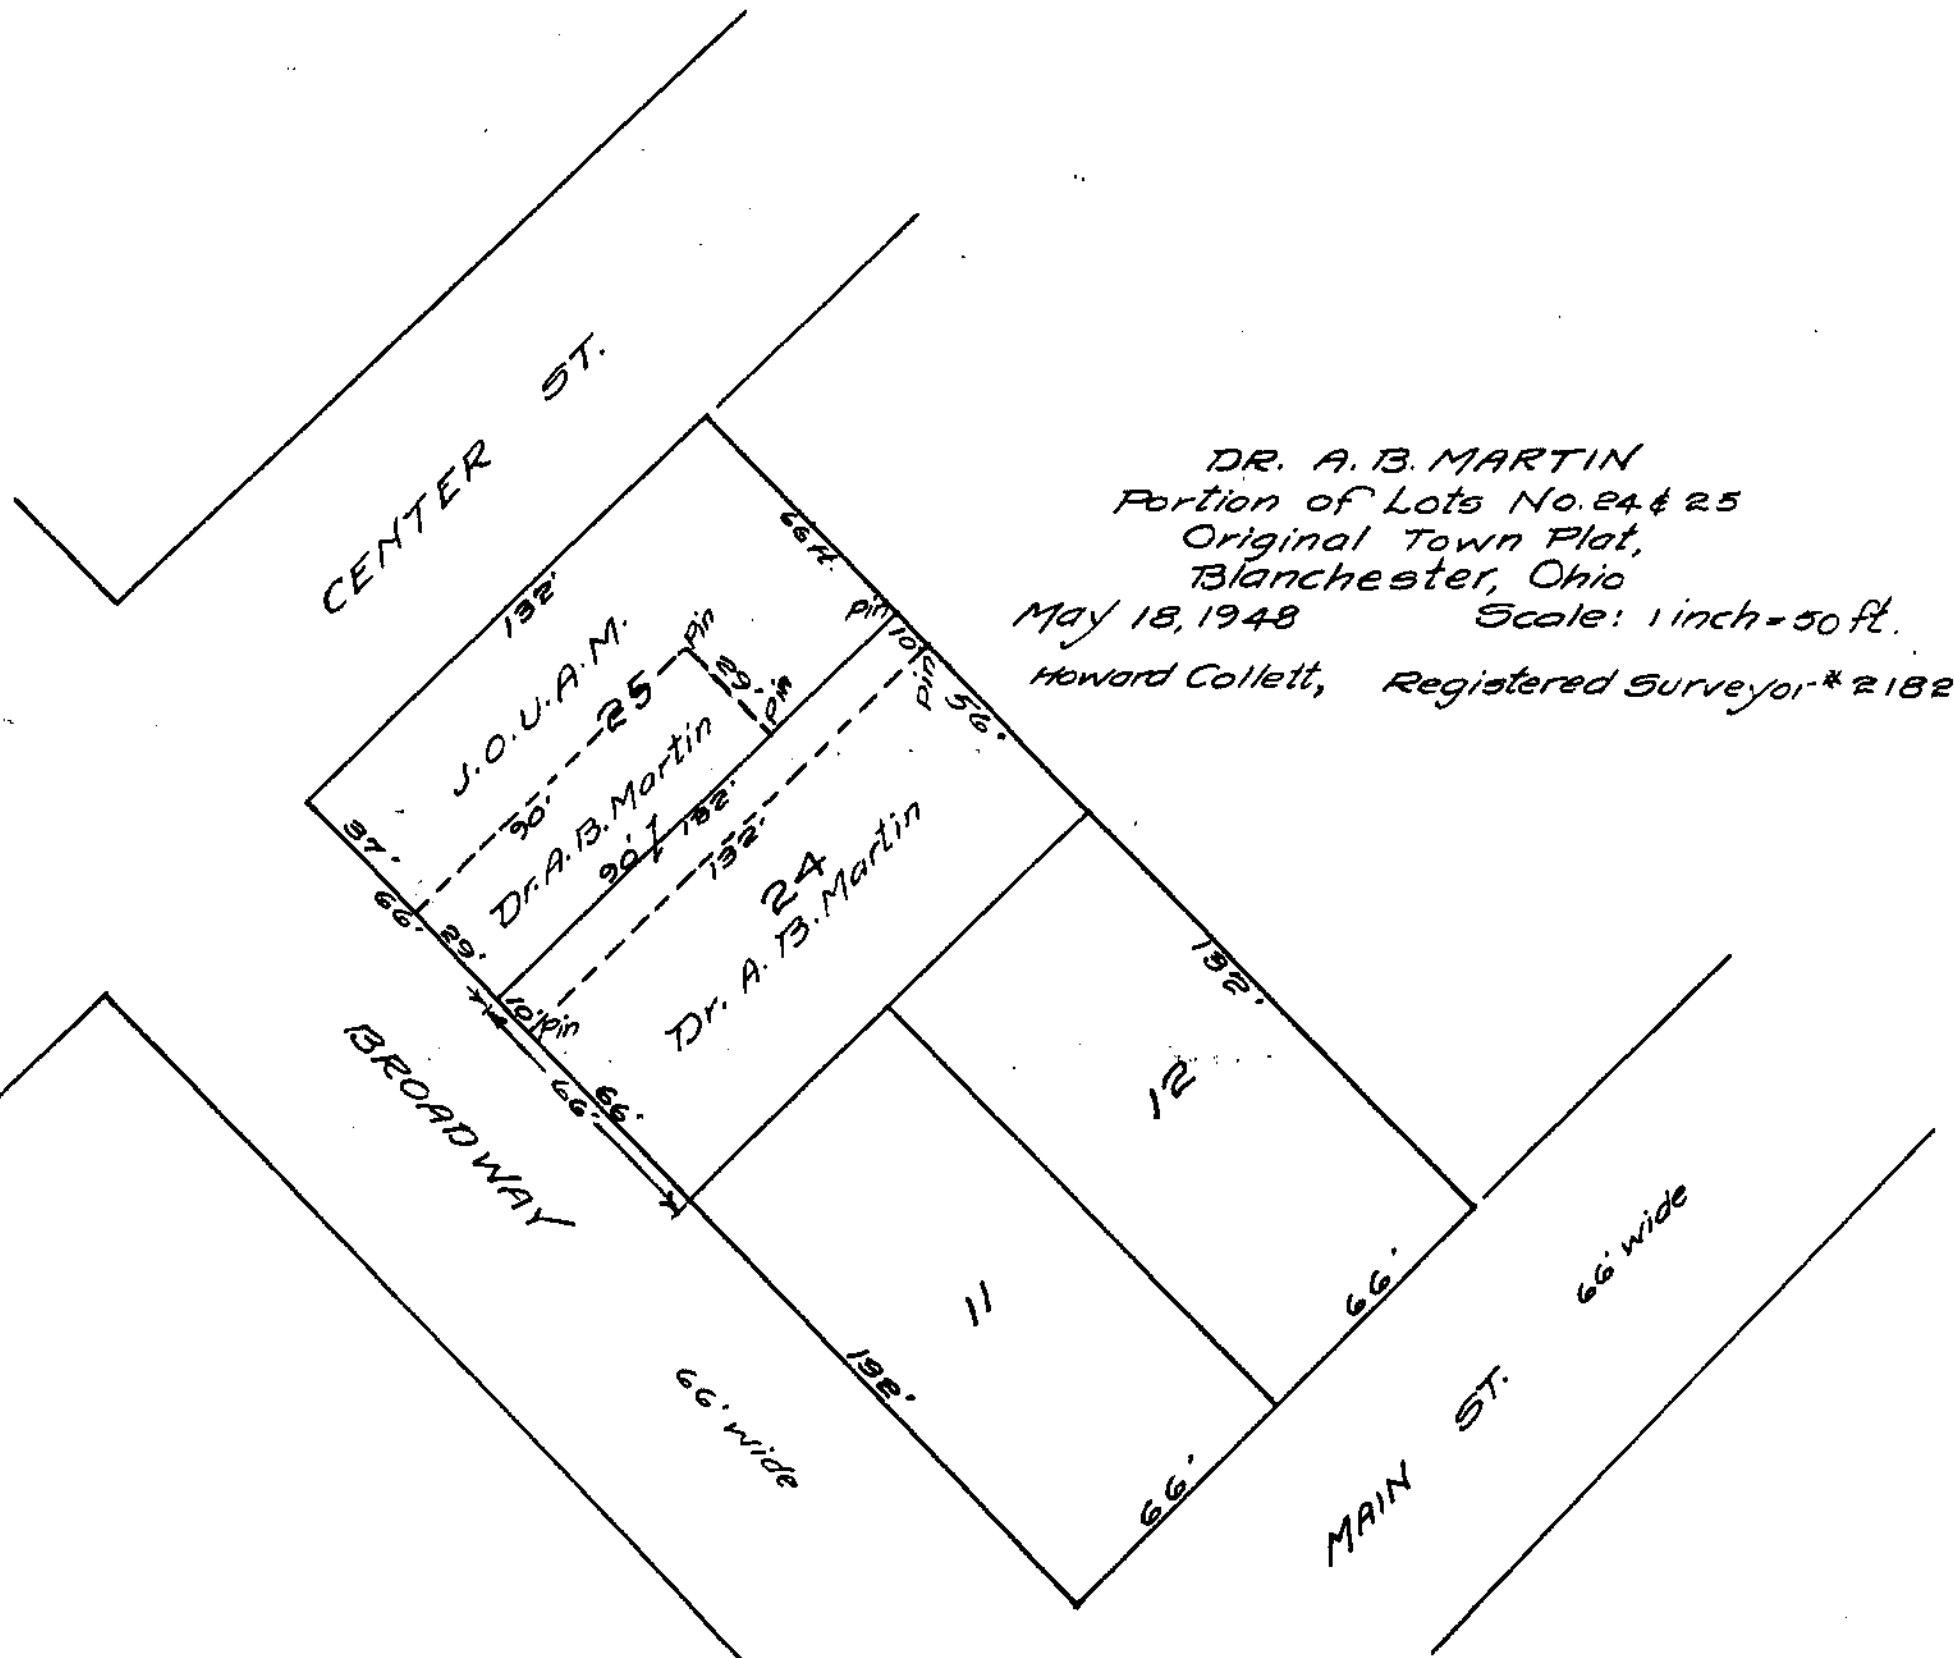 CENTER ST.
DR. A. B. MARTIN
Portion of Lots No. 24 & 25
Original Town Plat,
Blanchester, Ohio
May 18, 1948 Scale: 1 inch = 50 ft.
Howard Collett, Registered Surveyor #2182
66 ft.
132'
Pin
10'
Pin
56'
J.O.U.A.M.
Pin
29'
Pin
25
90'
Dr. A. B. Martin
90'
132'
132'
37'
66'
29'
24
Dr. A. B. Martin
10'
Pin
66'
66'
BROADWAY
66' wide
132'
12
11
132'
66'
66'
66' wide
MAIN ST.